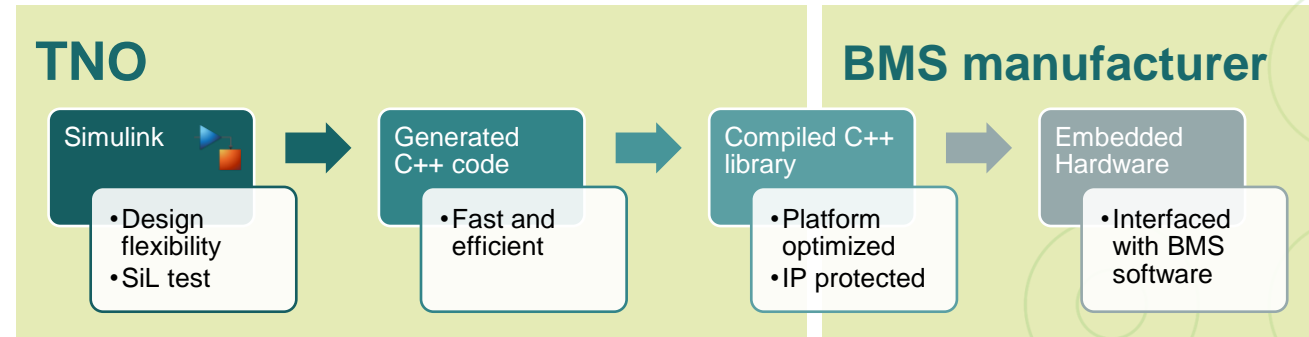 TNO
BMS manufacturer
Simulink
•Design
flexibility
•SiL test
Generated
C++ code
•Fast and
efficient
Compiled C++
library
•Platform
optimized
•IP protected
Embedded
Hardware
•Interfaced
with BMS
software